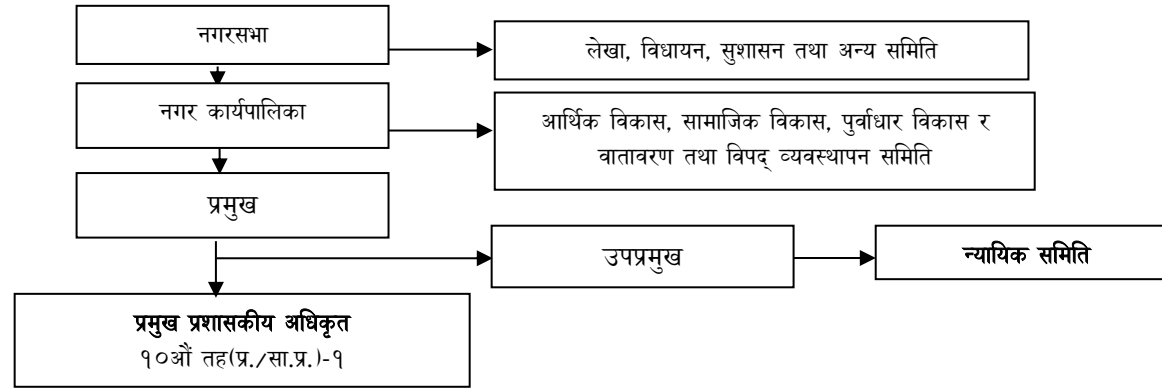 नगरसभा
लेखा, विधायन, सुशासन तथा अन्य समिति
नगर कार्यपालिका
आर्थिक विकास, सामाजिक विकास, पुर्वाधार विकास र
वातावरण तथा विपद् व्यवस्थापन समिति
प्रमुख
उपप्रमुख
न्यायिक समिति
प्रमुख प्रशासकीय अधिकृत
१०औं तह(प्र./सा.प्र.)-१